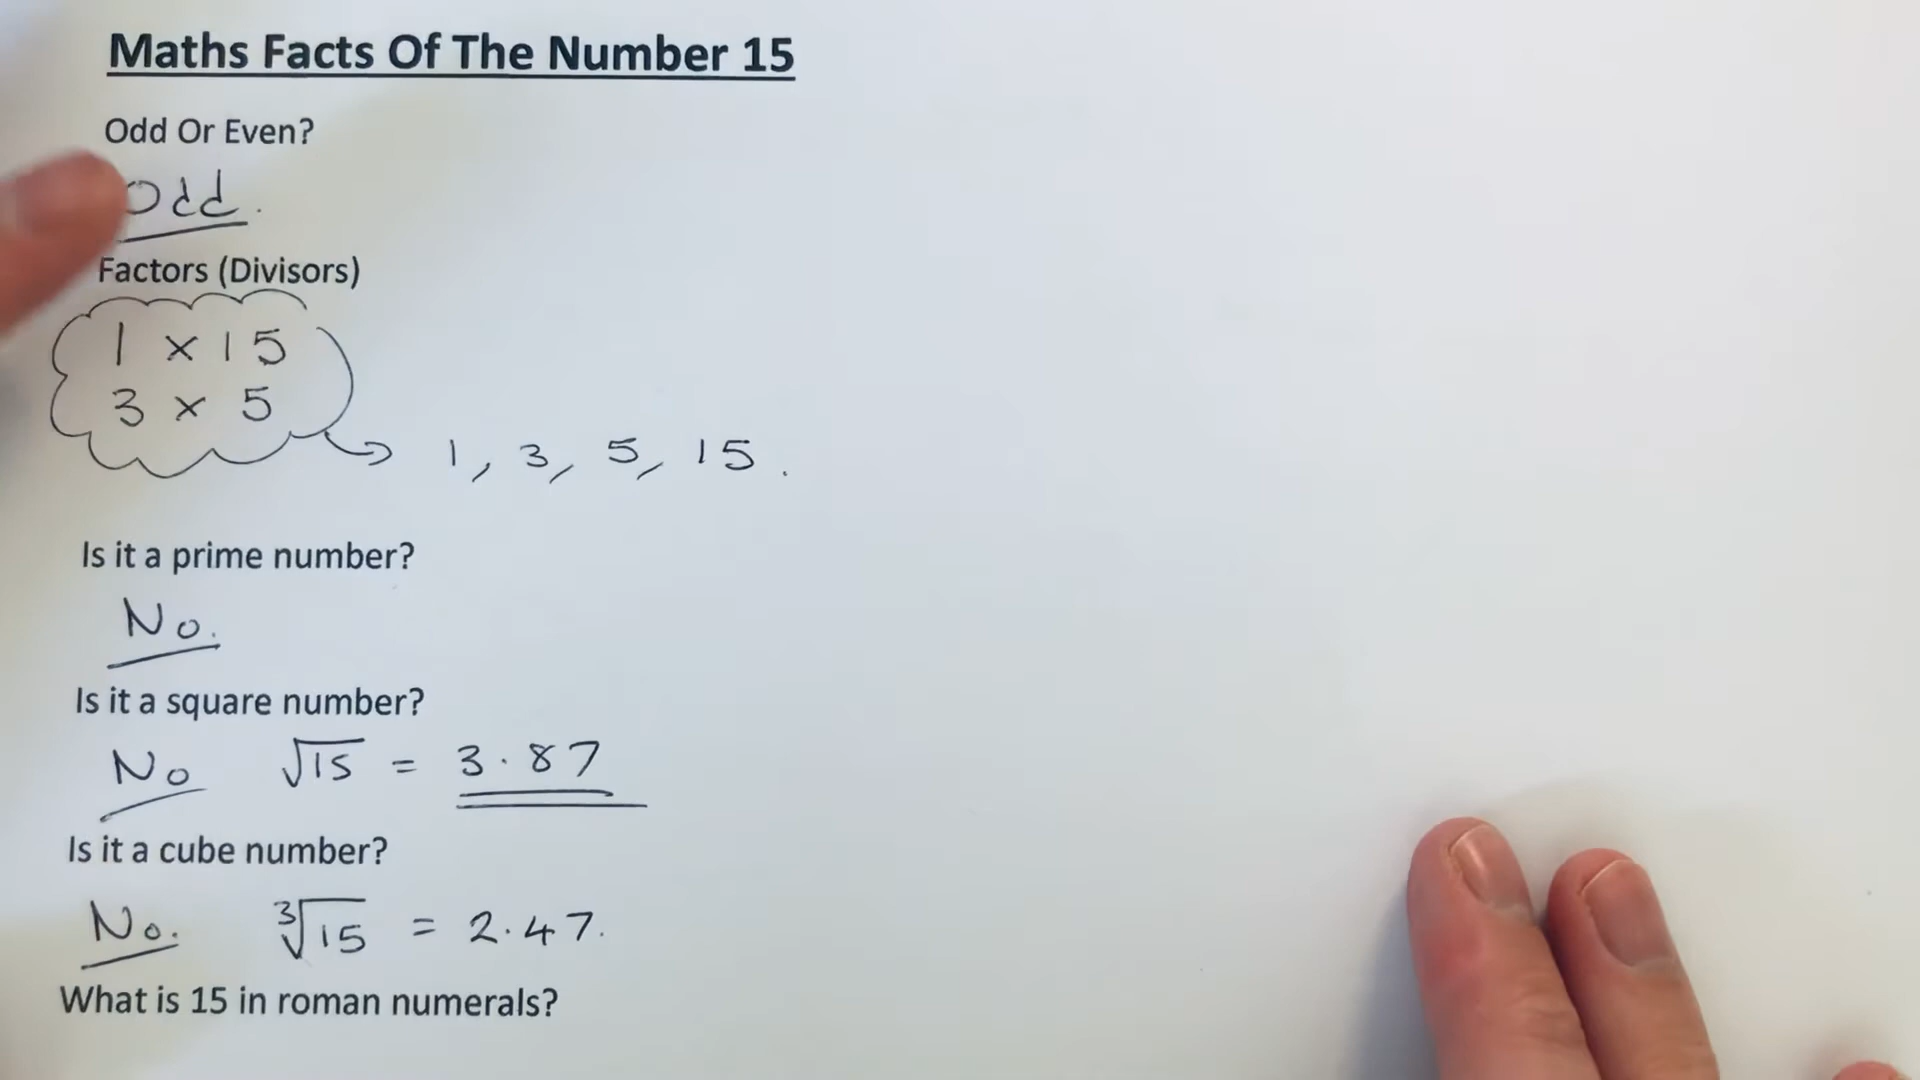 Maths Facts Of The Number 15
Odd Or Even?
Odd.
Factors (Divisors)
1 × 15
3 × 5
1, 3, 5, 15.
Is it a prime number?
No.
Is it a square number?
No √15 = 3.87
Is it a cube number?
No. ³√15 = 2.47.
What is 15 in roman numerals?